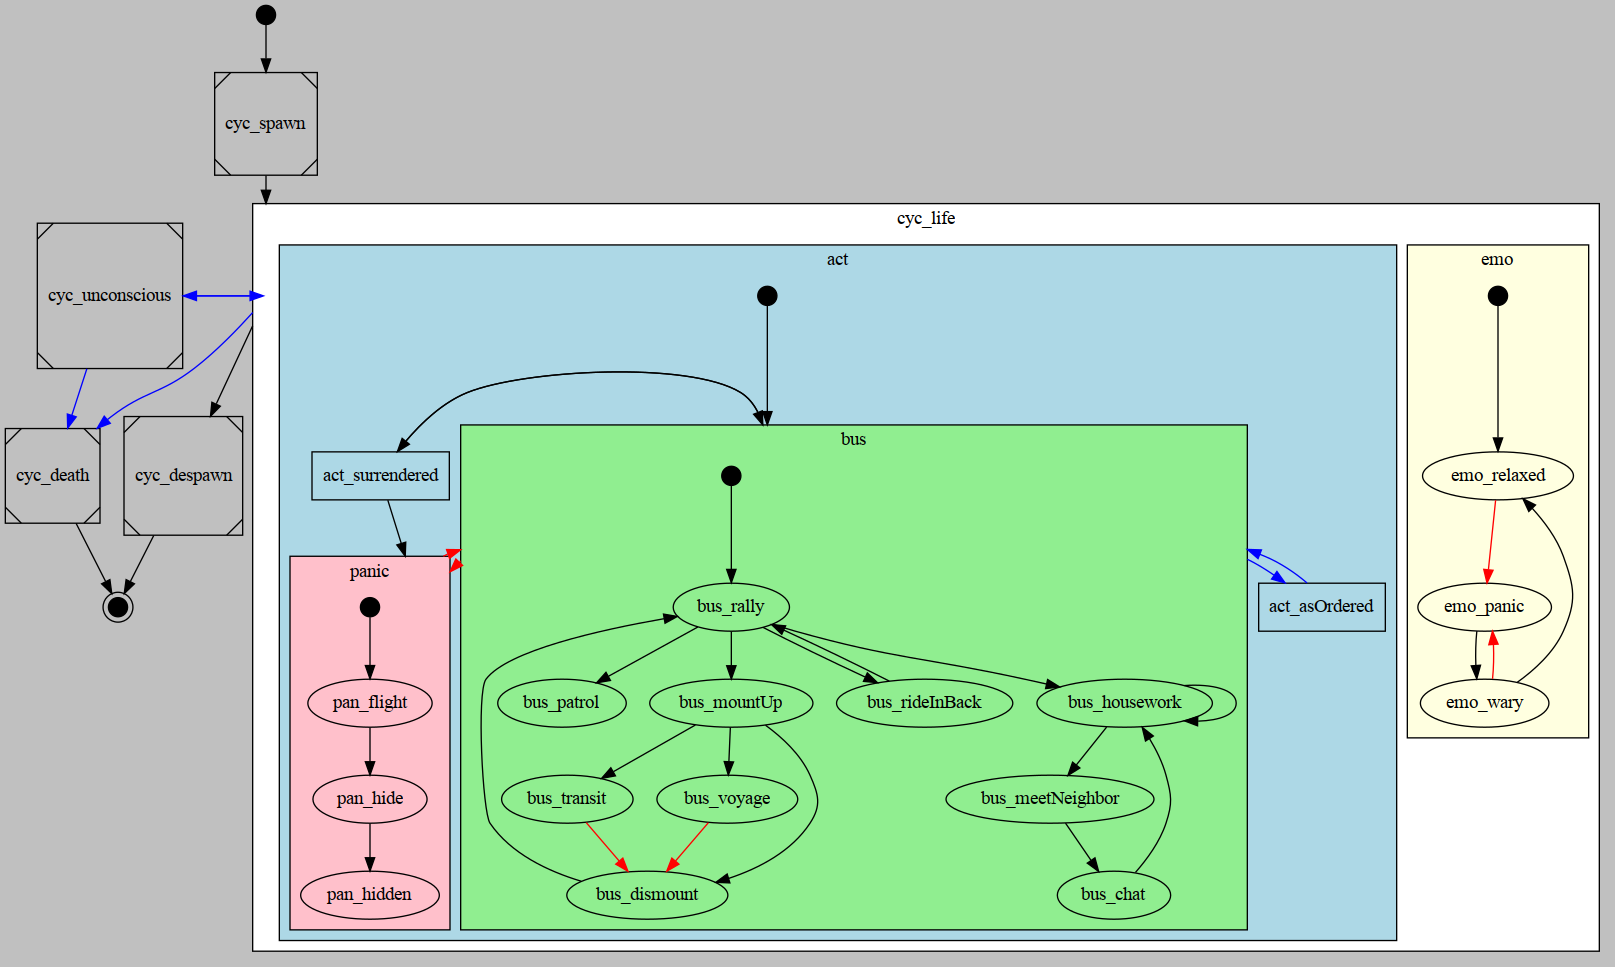 cyc_spawn
cyc_life
act
emo
cyc_unconscious
bus
cyc_death
cyc_despawn
act_surrendered
emo_relaxed
panic
bus_rally
act_asOrdered
emo_panic
pan_flight
bus_patrol
bus_mountUp
bus_rideInBack
bus_housework
emo_wary
pan_hide
bus_transit
bus_voyage
bus_meetNeighbor
pan_hidden
bus_dismount
bus_chat